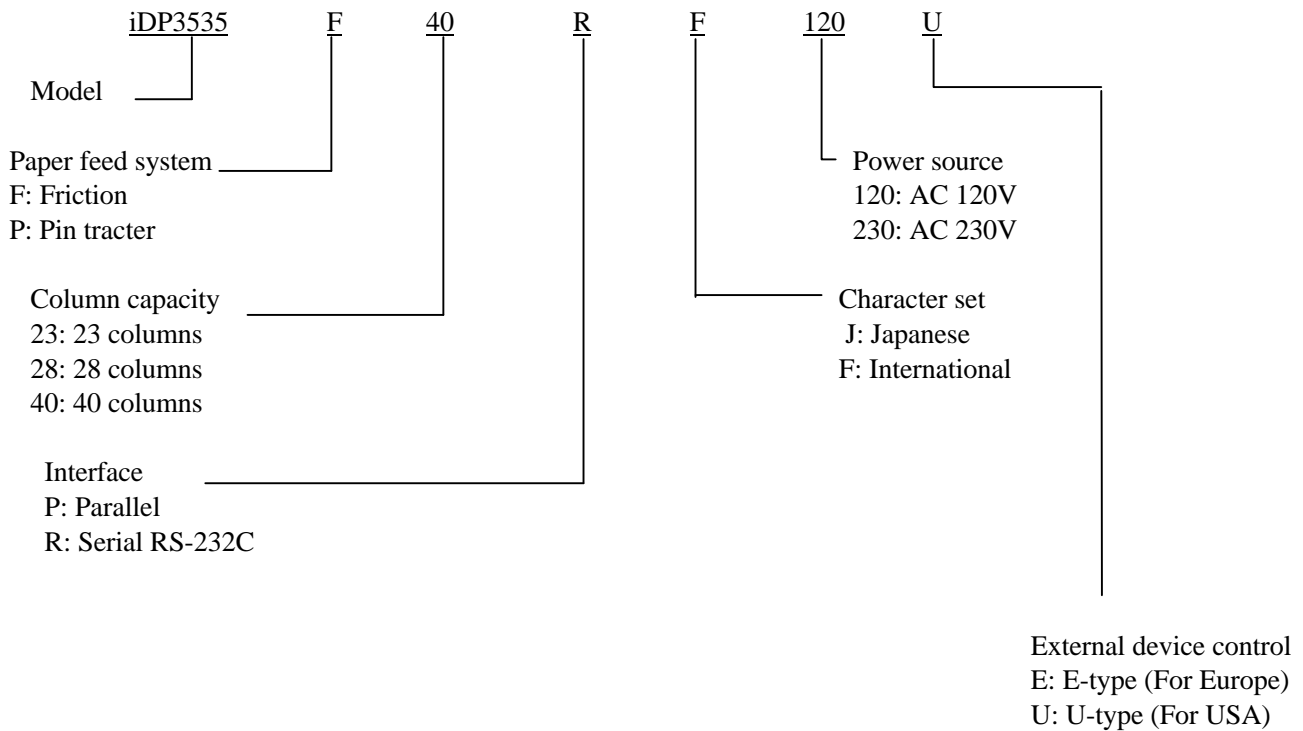 iDP3535 F 40 R F 120 U
Model
Paper feed system
F: Friction
P: Pin tracter
Power source
120: AC 120V
230: AC 230V
Column capacity
23: 23 columns
28: 28 columns
40: 40 columns
Character set
J: Japanese
F: International
Interface
P: Parallel
R: Serial RS-232C
External device control
E: E-type (For Europe)
U: U-type (For USA)